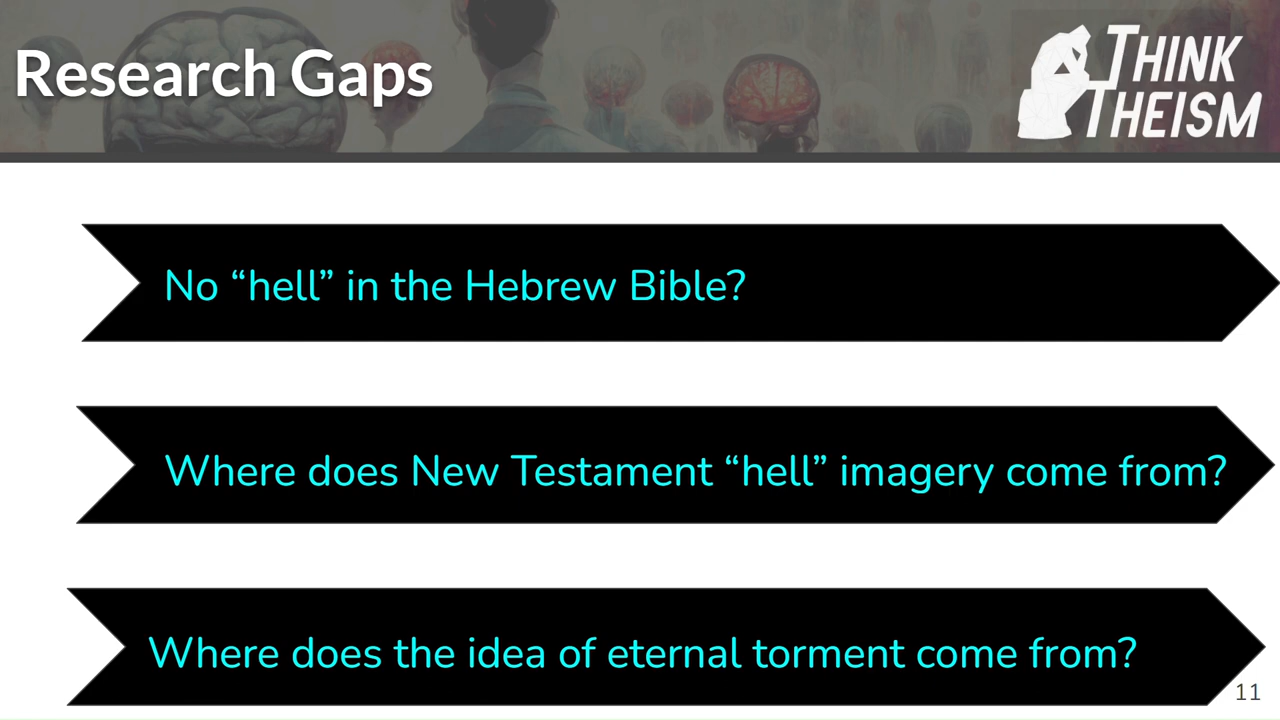 Research Gaps
THINK
THEISM
No “hell” in the Hebrew Bible?
Where does New Testament “hell” imagery come from?
Where does the idea of eternal torment come from?
11